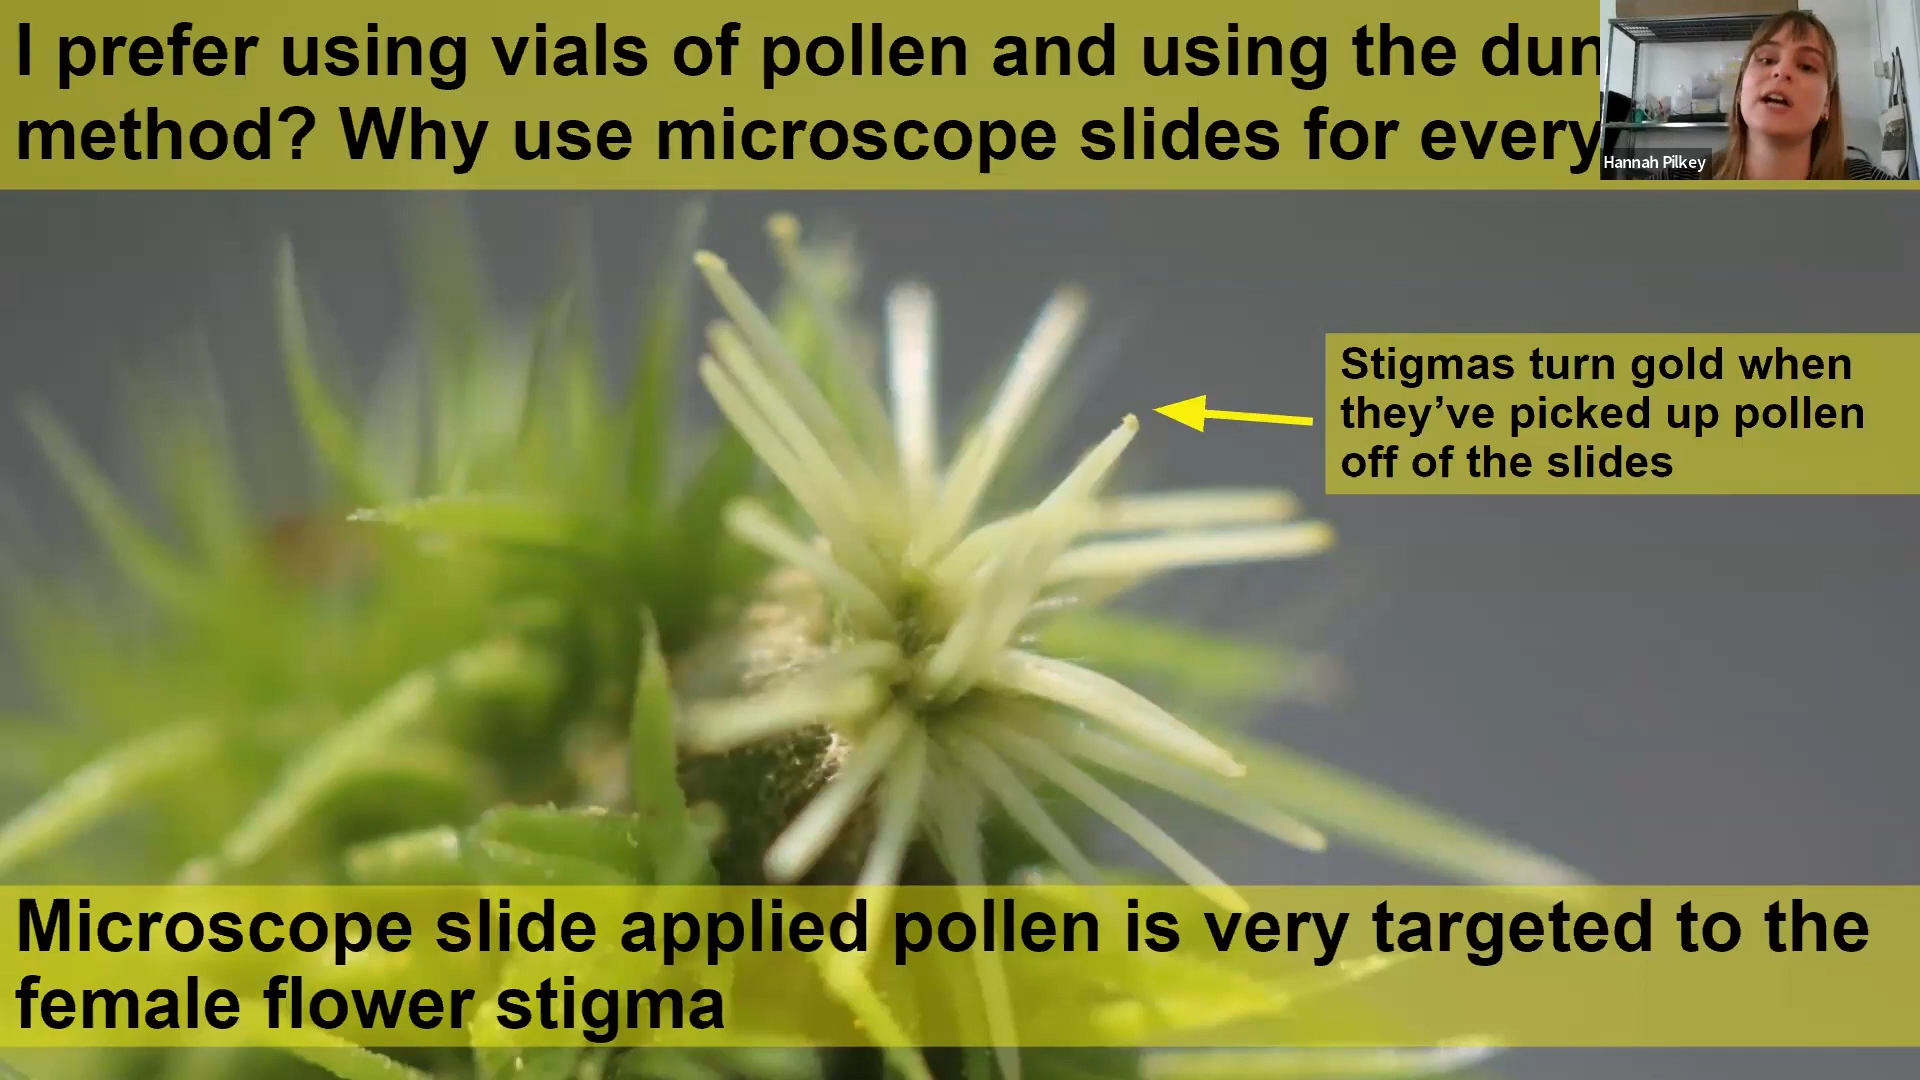 I prefer using vials of pollen and using the
method? Why use microscope slides for every
Hannah Pilkey
Stigmas turn gold when
they’ve picked up pollen
off of the slides
Microscope slide applied pollen is very targeted to the
female flower stigma